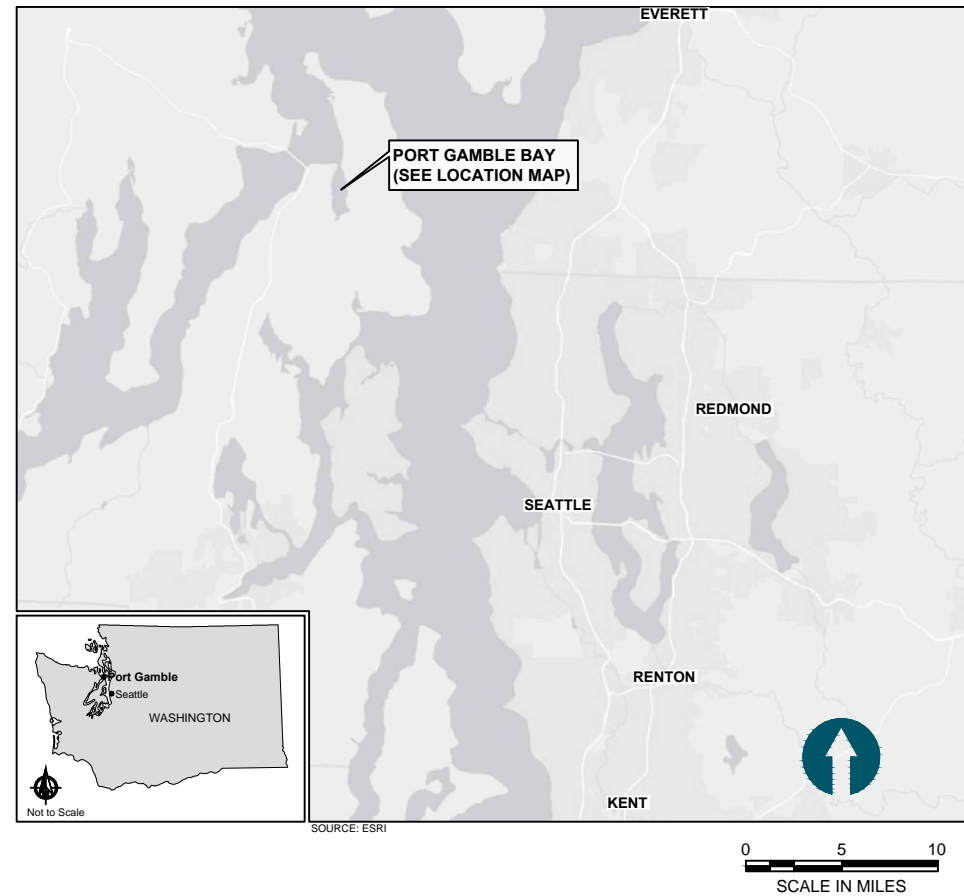 EVERETT
PORT GAMBLE BAY
(SEE LOCATION MAP)
REDMOND
SEATTLE
RENTON
KENT
Port Gamble
Seattle
WASHINGTON
Not to Scale
SOURCE: ESRI
0 5 10
SCALE IN MILES